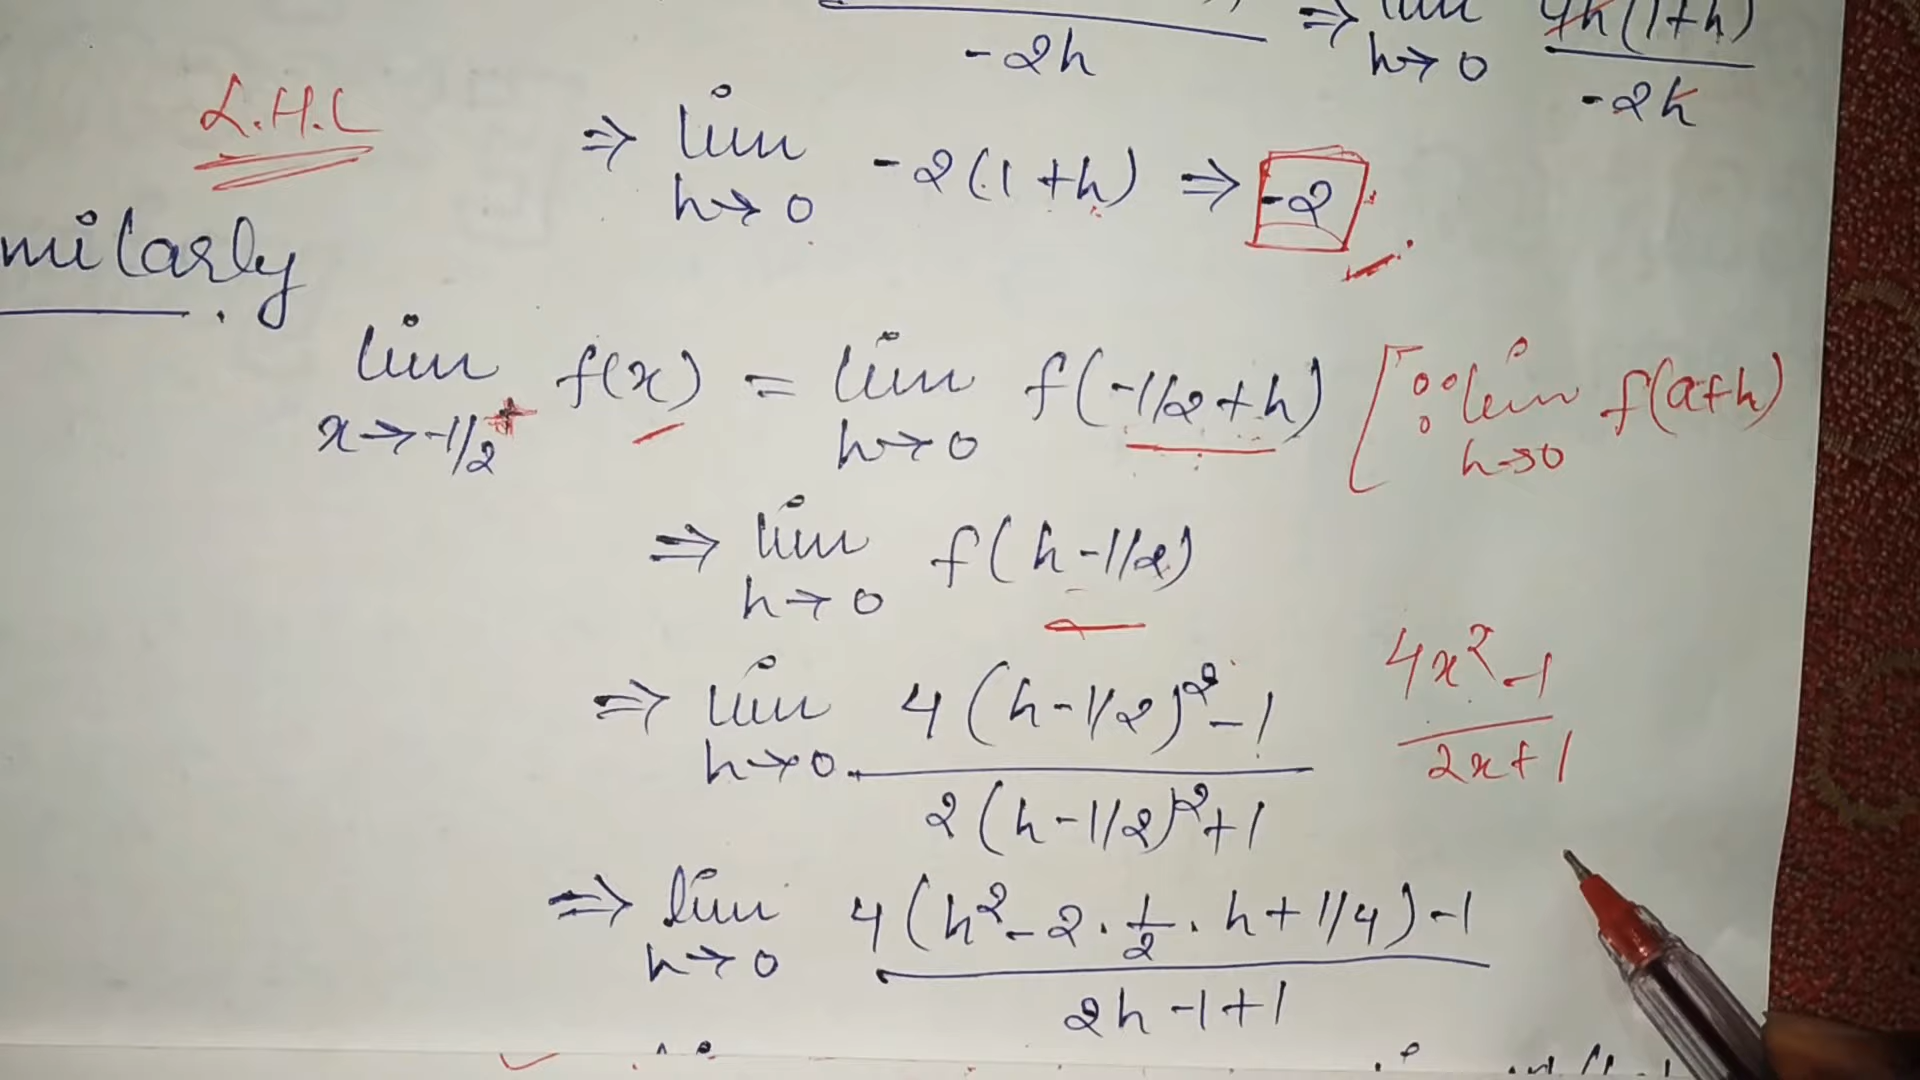 -2h ⇒ lim h→0 4h(1+h) / -2h
L.H.L ⇒ lim h→0 -2(1+h) ⇒ -2
milarly
lim x→-1/2⁺ f(x) = lim h→0 f(-1/2+h) [∵ lim h→0 f(a+h)
⇒ lim h→0 f(h-1/2)
⇒ lim h→0 4(h-1/2)²-1 / 2(h-1/2)²+1
4x²-1 / 2x+1
⇒ lim h→0 4(h²-2·1/2·h+1/4)-1 / 2h-1+1